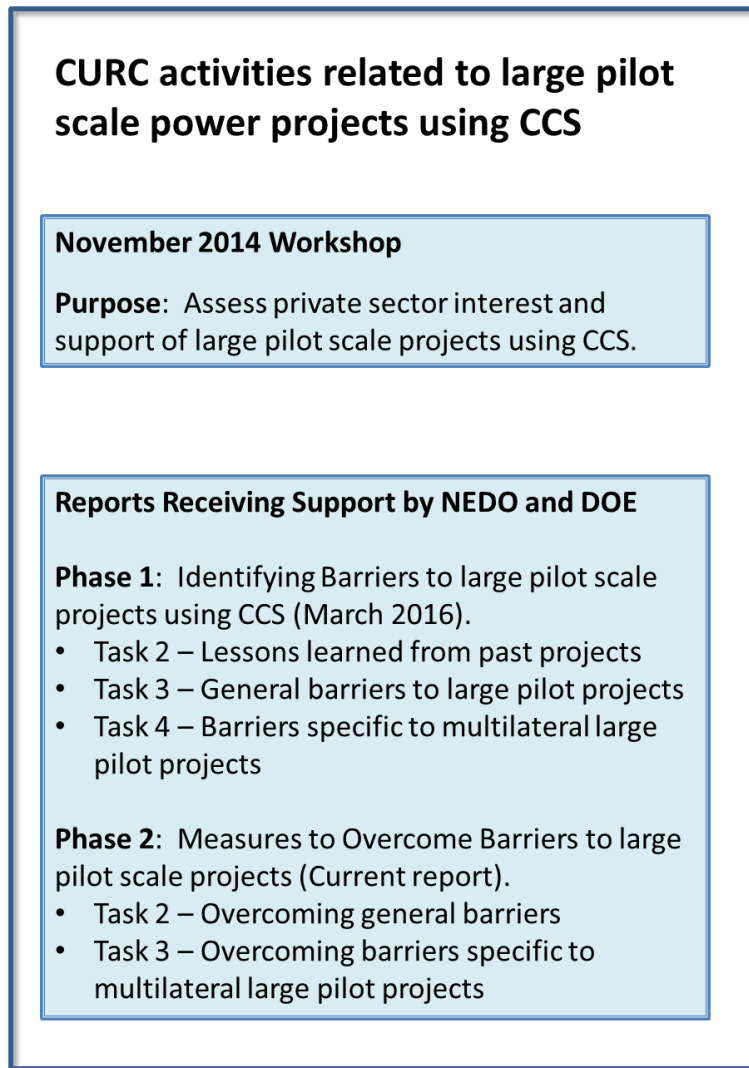 CURC activities related to large pilot
scale power projects using CCS
November 2014 Workshop
Purpose: Assess private sector interest and
support of large pilot scale projects using CCS.
Reports Receiving Support by NEDO and DOE
Phase 1: Identifying Barriers to large pilot scale
projects using CCS (March 2016).
• Task 2 – Lessons learned from past projects
• Task 3 – General barriers to large pilot projects
• Task 4 – Barriers specific to multilateral large
pilot projects
Phase 2: Measures to Overcome Barriers to large
pilot scale projects (Current report).
• Task 2 – Overcoming general barriers
• Task 3 – Overcoming barriers specific to
multilateral large pilot projects